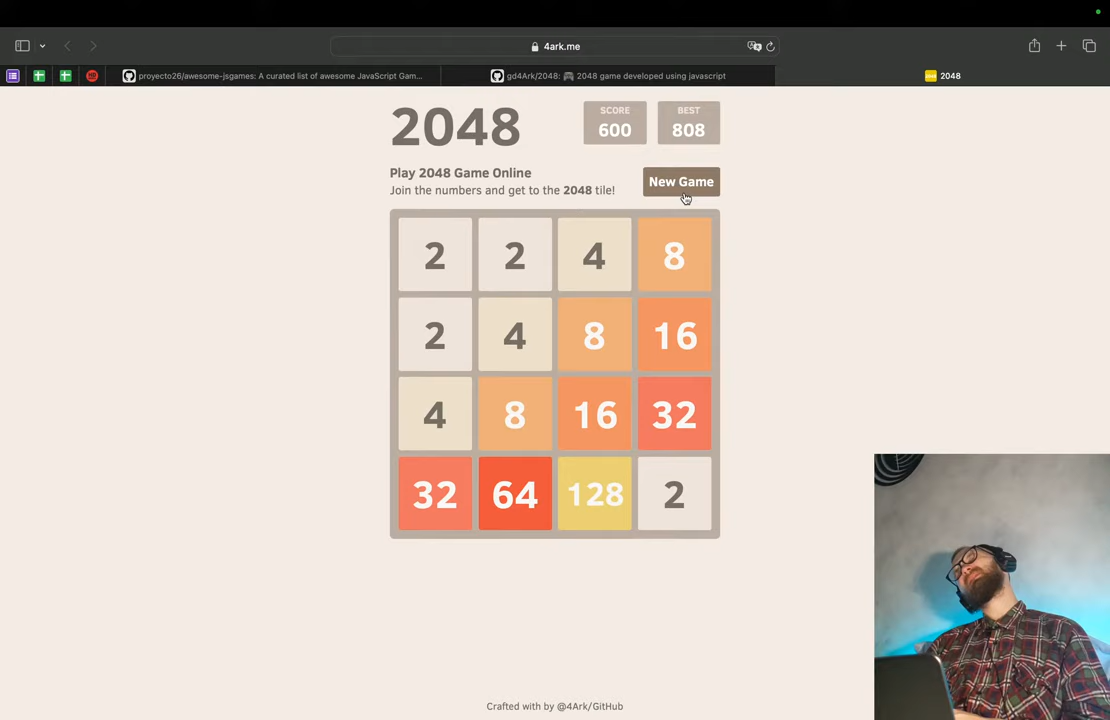 4ark.me
proyecto26/awesome-jsgames: A curated list of awesome JavaScript Gam...
gd4Ark/2048: 🎮 2048 game developed using javascript
2048
2048
SCORE
600
BEST
808
Play 2048 Game Online
Join the numbers and get to the 2048 tile!
New Game
2 2 4 8
2 4 8 16
4 8 16 32
32 64 128 2
Crafted with by @4Ark/GitHub